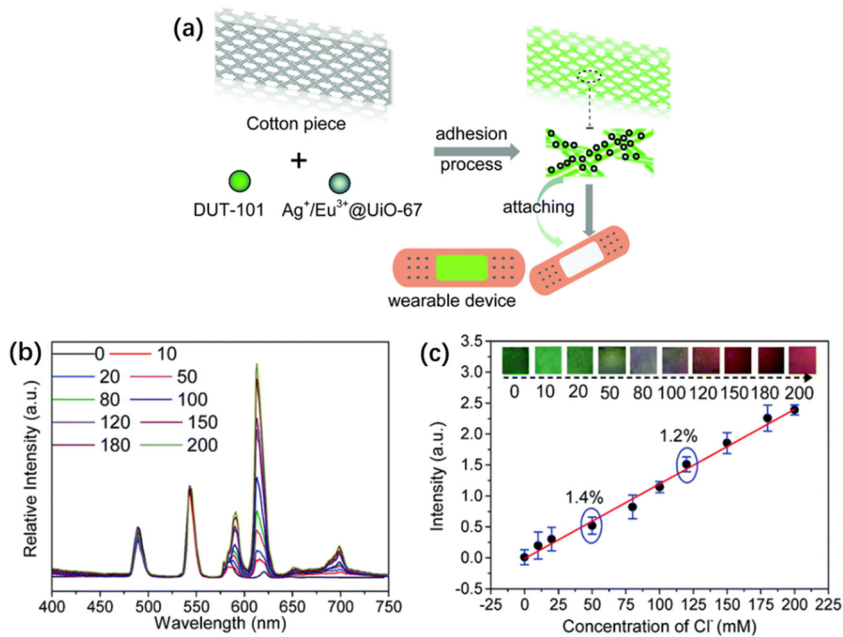 (a)
Cotton piece
+
DUT-101
Ag⁺/Eu³⁺@UiO-67
adhesion
process
attaching
wearable device
(b)
0 10
20 50
80 100
120 150
180 200
Relative Intensity (a.u.)
400 450 500 550 600 650 700 750
Wavelength (nm)
(c)
3.5
3.0
2.5
2.0
1.5
1.0
0.5
0.0
-0.5
Intensity (a.u.)
0 10 20 50 80 100 120 150 180 200
1.2%
1.4%
-25 0 25 50 75 100 125 150 175 200 225
Concentration of Cl⁻ (mM)